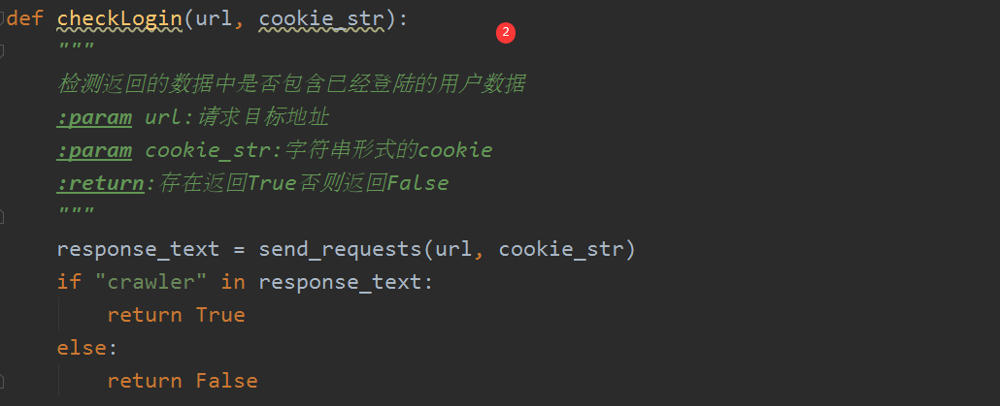 def checkLogin(url, cookie_str):
2
"""
检测返回的数据中是否包含已经登陆的用户数据
:param url:请求目标地址
:param cookie_str:字符串形式的cookie
:return:存在返回True否则返回False
"""
response_text = send_requests(url, cookie_str)
if "crawler" in response_text:
return True
else:
return False